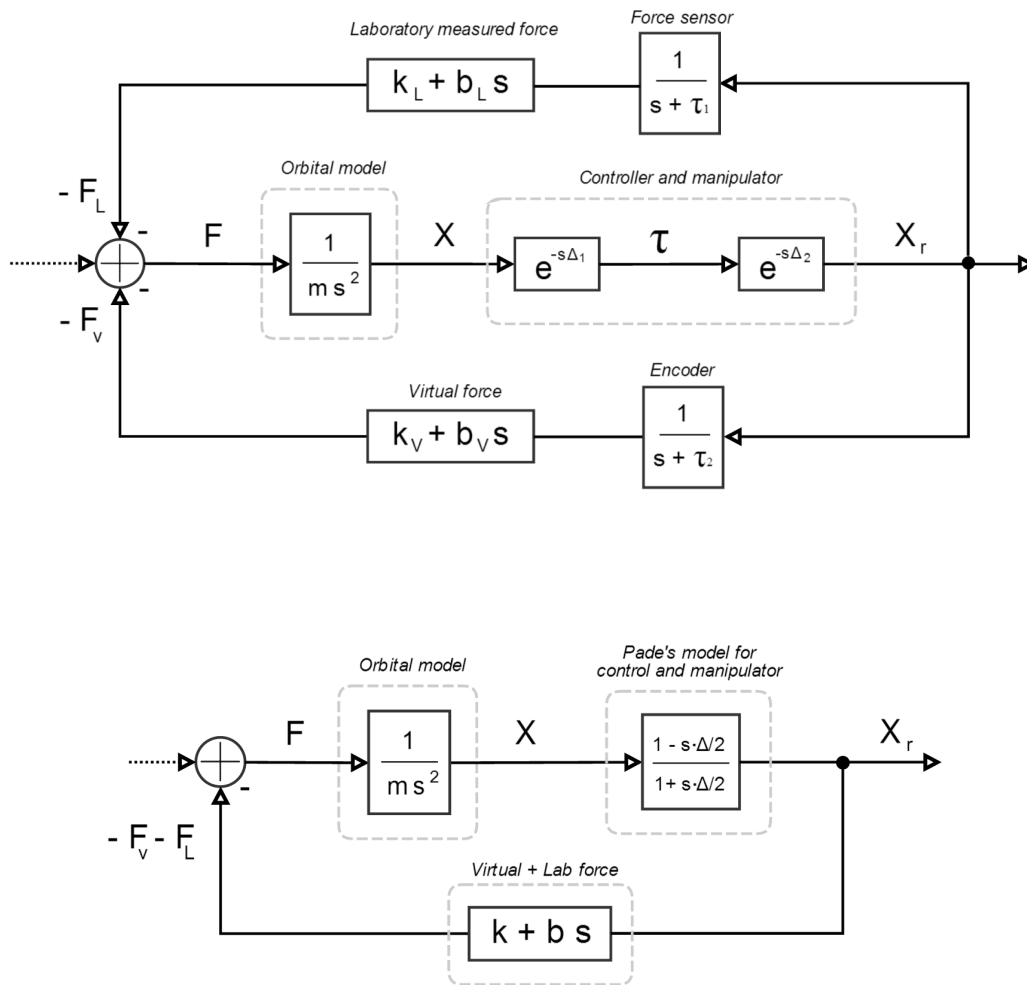 Force sensor
Laboratory measured force
k_L + b_L s
1
s + τ₁
Orbital model
Controller and manipulator
- F_L
-
F
1
m s²
X
e^{-sΔ₁}
τ
e^{-sΔ₂}
X_r
-
- F_v
Encoder
Virtual force
k_V + b_V s
1
s + τ₂
Pade's model for
control and manipulator
Orbital model
F
1
m s²
X
1 - s·Δ/2
1+ s·Δ/2
X_r
-
- F_v - F_L
Virtual + Lab force
k + b s